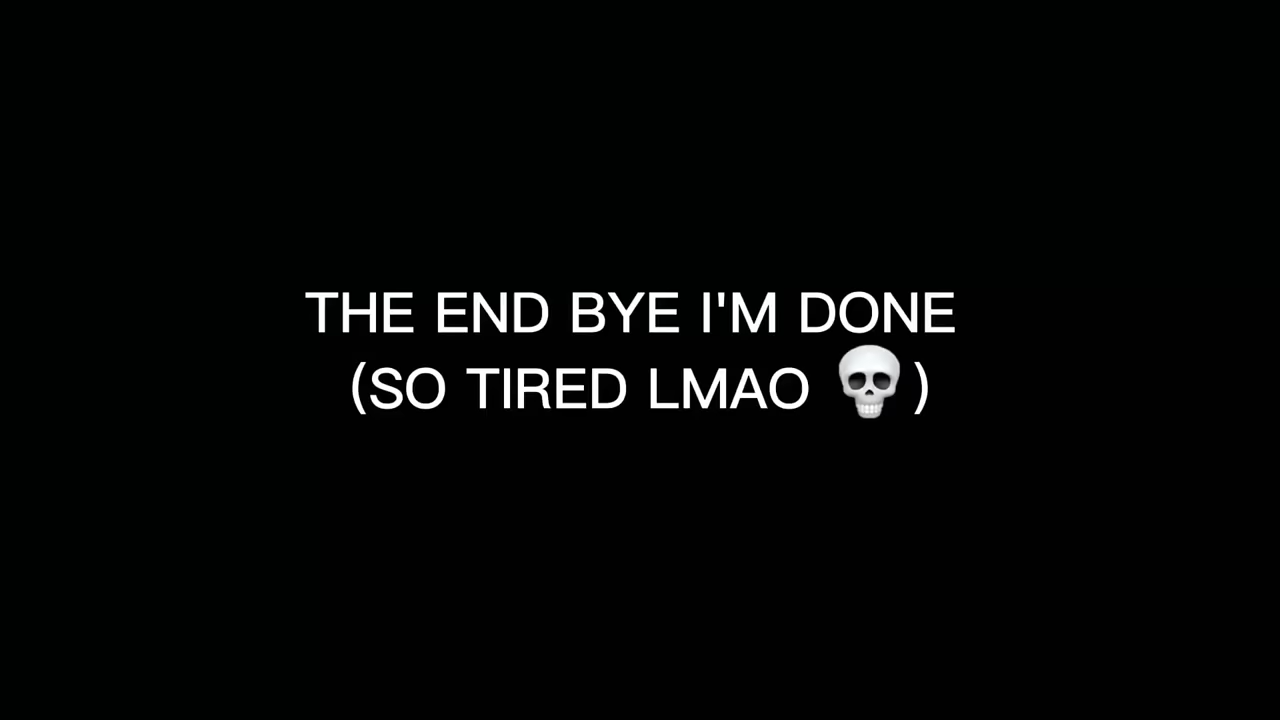 THE END BYE I'M DONE
(SO TIRED LMAO 💀)